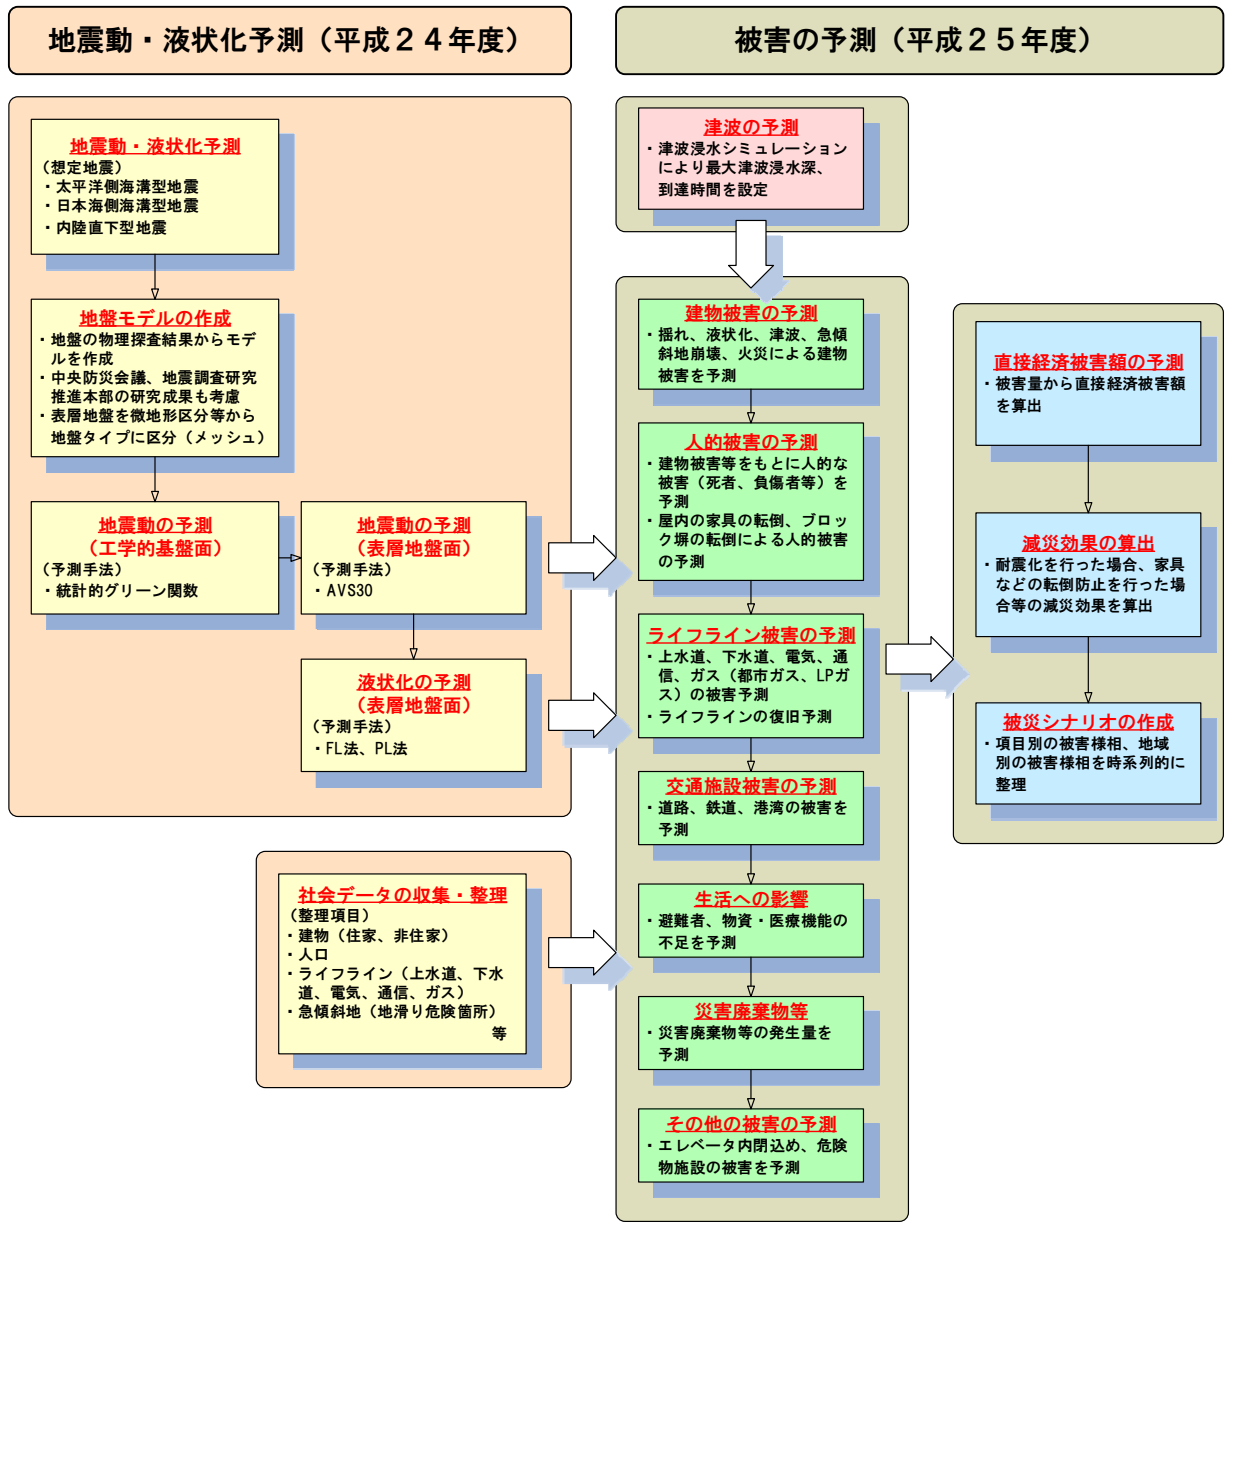 地震動・液状化予測（平成２４年度）
被害の予測（平成２５年度）
地震動・液状化予測
（想定地震）
・太平洋側海溝型地震
・日本海側海溝型地震
・内陸直下型地震
地盤モデルの作成
・地盤の物理探査結果からモデ
ルを作成
・中央防災会議、地震調査研究
推進本部の研究成果も考慮
・表層地盤を微地形区分等から
地盤タイプに区分（メッシュ）
地震動の予測
（工学的基盤面）
（予測手法）
・統計的グリーン関数
地震動の予測
（表層地盤面）
（予測手法）
・AVS30
液状化の予測
（表層地盤面）
（予測手法）
・FL法、PL法
社会データの収集・整理
（整理項目）
・建物（住家、非住家）
・人口
・ライフライン（上水道、下水
道、電気、通信、ガス）
・急傾斜地（地滑り危険箇所）
等
津波の予測
・津波浸水シミュレーション
により最大津波浸水深、
到達時間を設定
建物被害の予測
・揺れ、液状化、津波、急傾
斜地崩壊、火災による建物
被害を予測
人的被害の予測
・建物被害等をもとに人的な
被害（死者、負傷者等）を
予測
・屋内の家具の転倒、ブロッ
ク塀の転倒による人的被害
の予測
ライフライン被害の予測
・上水道、下水道、電気、通
信、ガス（都市ガス、LPガ
ス）の被害予測
・ライフラインの復旧予測
交通施設被害の予測
・道路、鉄道、港湾の被害を
予測
生活への影響
・避難者、物資・医療機能の
不足を予測
災害廃棄物等
・災害廃棄物等の発生量を
予測
その他の被害の予測
・エレベータ内閉込め、危険
物施設の被害を予測
直接経済被害額の予測
・被害量から直接経済被害額
を算出
減災効果の算出
・耐震化を行った場合、家具
などの転倒防止を行った場
合等の減災効果を算出
被災シナリオの作成
・項目別の被害様相、地域
別の被害様相を時系列的に
整理